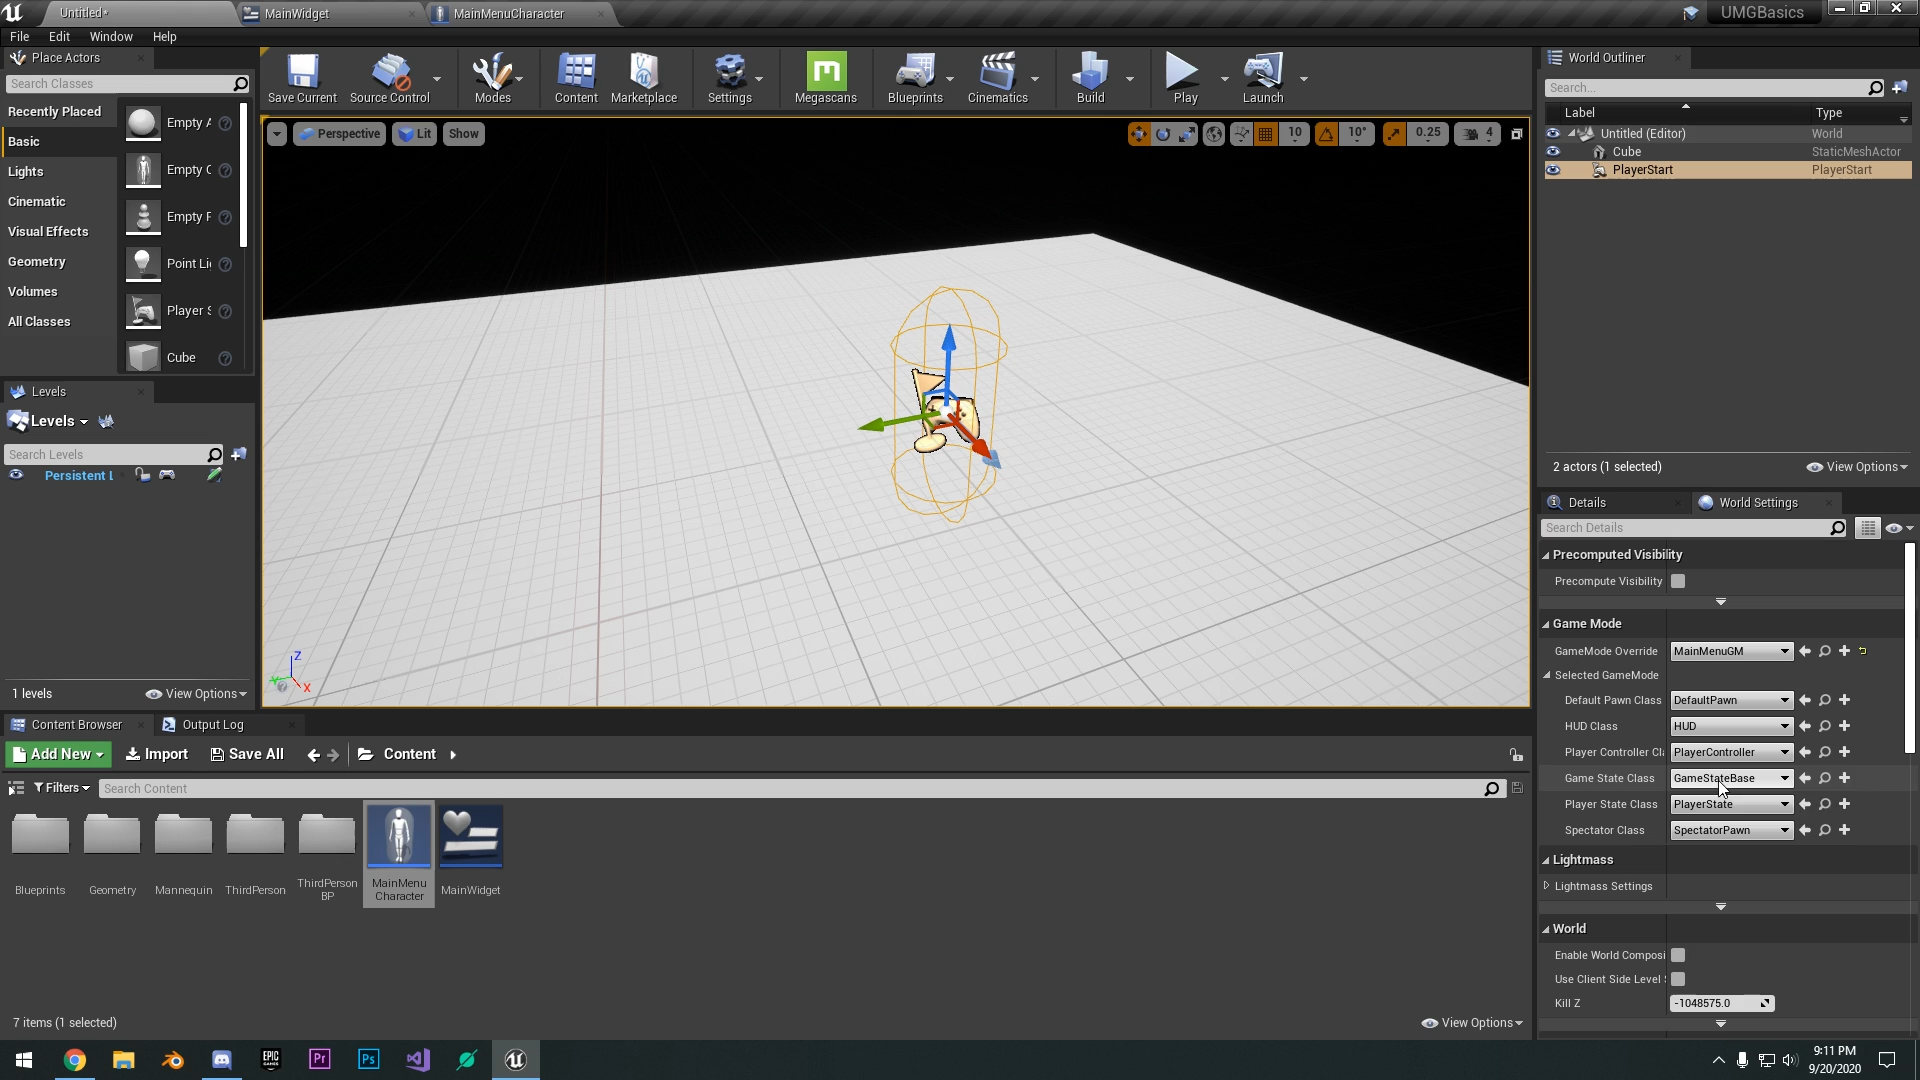 Untitled*
MainWidget
MainMenuCharacter
UMGBasics
File
Edit
Window
Help
Place Actors
Search Classes
Recently Placed
Basic
Lights
Cinematic
Visual Effects
Geometry
Volumes
All Classes
Empty A
Empty C
Empty P
Point Li
Player S
Cube
Levels
Levels
Search Levels
Persistent L
1 levels
View Options
Save Current
Source Control
Modes
Content
Marketplace
Settings
Megascans
Blueprints
Cinematics
Build
Play
Launch
Perspective
Lit
Show
10
10°
0.25
4
Z
X
World Outliner
Search...
Label
Type
Untitled (Editor)
World
Cube
StaticMeshActor
PlayerStart
PlayerStart
2 actors (1 selected)
View Options
Details
World Settings
Search Details
Precomputed Visibility
Precompute Visibility
Game Mode
GameMode Override
MainMenuGM
Selected GameMode
Default Pawn Class
DefaultPawn
HUD Class
HUD
Player Controller Cl
PlayerController
Game State Class
GameStateBase
Player State Class
PlayerState
Spectator Class
SpectatorPawn
Lightmass
Lightmass Settings
World
Enable World Composi
Use Client Side Level
Kill Z
-1048575.0
Content Browser
Output Log
Add New
Import
Save All
Content
Filters
Search Content
Blueprints
Geometry
Mannequin
ThirdPerson
ThirdPerson
BP
MainMenu
Character
MainWidget
7 items (1 selected)
View Options
EPIC
GAMES
Pr
Ps
9:11 PM
9/20/2020